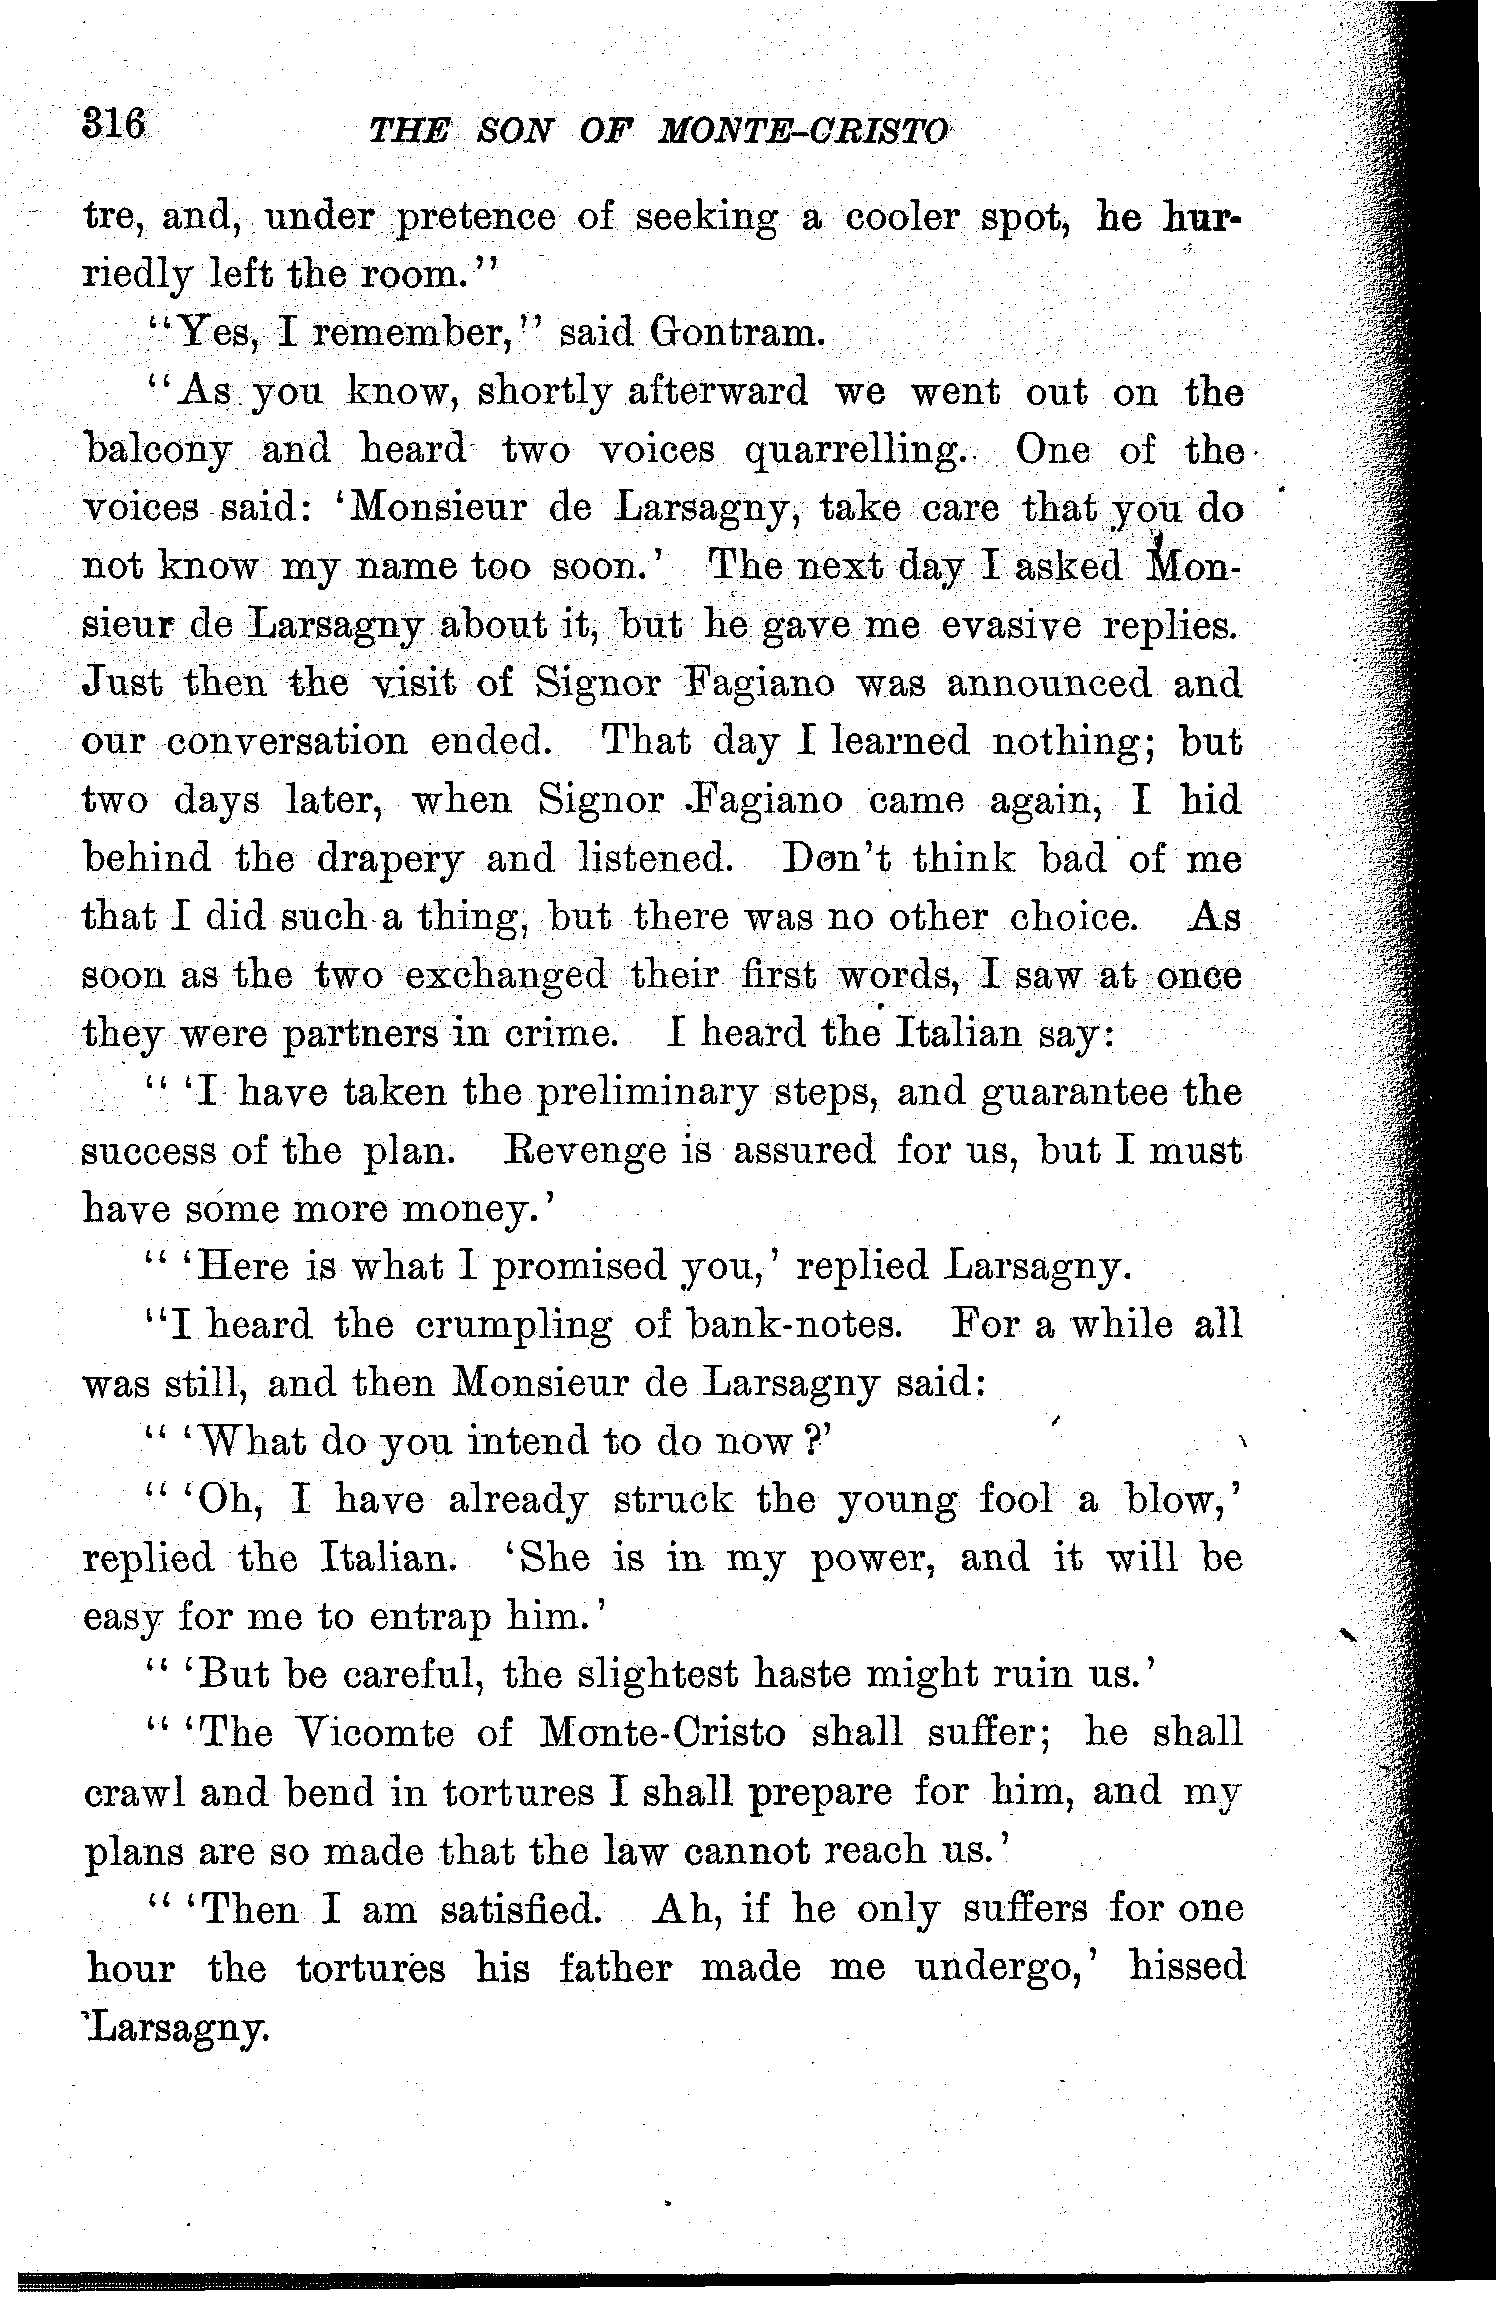 316 THE SON OF MONTE-CRISTO
tre, and, under pretence of seeking a cooler spot, he hur-
riedly left the room."
"Yes, I remember," said Gontram.
"As you know, shortly afterward we went out on the
balcony and heard two voices quarrelling. One of the
voices said: 'Monsieur de Larsagny, take care that you do
not know my name too soon.' The next day I asked Mon-
sieur de Larsagny about it, but he gave me evasive replies.
Just then the visit of Signor Fagiano was announced and
our conversation ended. That day I learned nothing; but
two days later, when Signor Fagiano came again, I hid
behind the drapery and listened. Don't think bad of me
that I did such a thing, but there was no other choice. As
soon as the two exchanged their first words, I saw at once
they were partners in crime. I heard the Italian say:
" 'I have taken the preliminary steps, and guarantee the
success of the plan. Revenge is assured for us, but I must
have some more money.'
" 'Here is what I promised you,' replied Larsagny.
"I heard the crumpling of bank-notes. For a while all
was still, and then Monsieur de Larsagny said:
" 'What do you intend to do now?'
" 'Oh, I have already struck the young fool a blow,'
replied the Italian. 'She is in my power, and it will be
easy for me to entrap him.'
" 'But be careful, the slightest haste might ruin us.'
" 'The Vicomte of Monte-Cristo shall suffer; he shall
crawl and bend in tortures I shall prepare for him, and my
plans are so made that the law cannot reach us.'
" 'Then I am satisfied. Ah, if he only suffers for one
hour the tortures his father made me undergo,' hissed
'Larsagny.